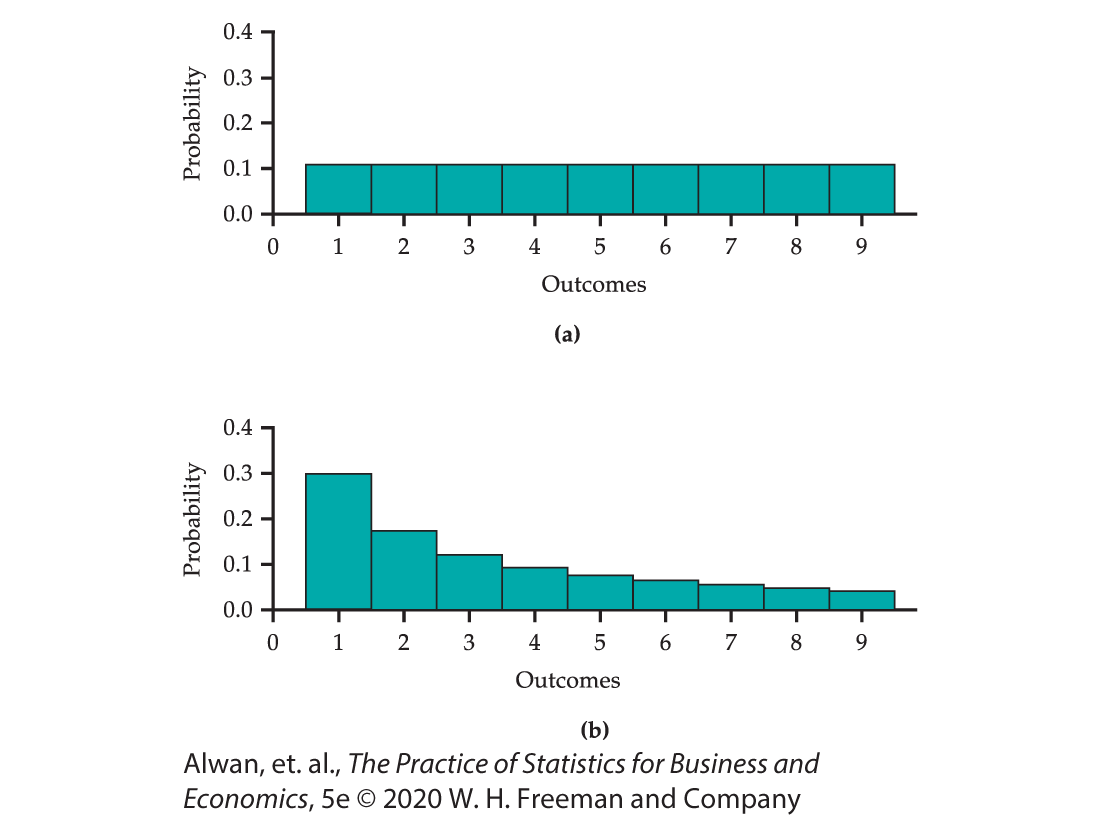 0.4
0.3
0.2
0.1
0.0
Probability
0 1 2 3 4 5 6 7 8 9
Outcomes
(a)
0.4
0.3
0.2
0.1
0.0
Probability
0 1 2 3 4 5 6 7 8 9
Outcomes
(b)
Alwan, et. al., The Practice of Statistics for Business and
Economics, 5e © 2020 W. H. Freeman and Company